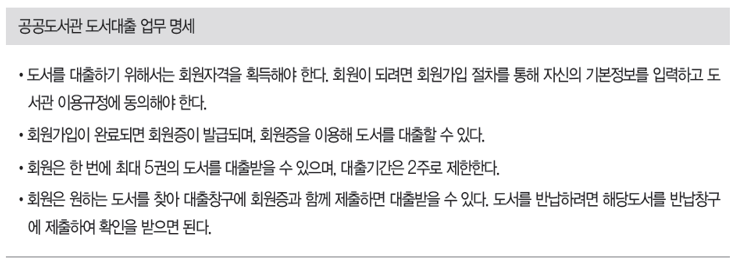 공공도서관 도서대출 업무 명세
• 도서를 대출하기 위해서는 회원자격을 획득해야 한다. 회원이 되려면 회원가입 절차를 통해 자신의 기본정보를 입력하고 도
서관 이용규정에 동의해야 한다.
• 회원가입이 완료되면 회원증이 발급되며, 회원증을 이용해 도서를 대출할 수 있다.
• 회원은 한 번에 최대 5권의 도서를 대출받을 수 있으며, 대출기간은 2주로 제한한다.
• 회원은 원하는 도서를 찾아 대출창구에 회원증과 함께 제출하면 대출받을 수 있다. 도서를 반납하려면 해당도서를 반납창구
에 제출하여 확인을 받으면 된다.